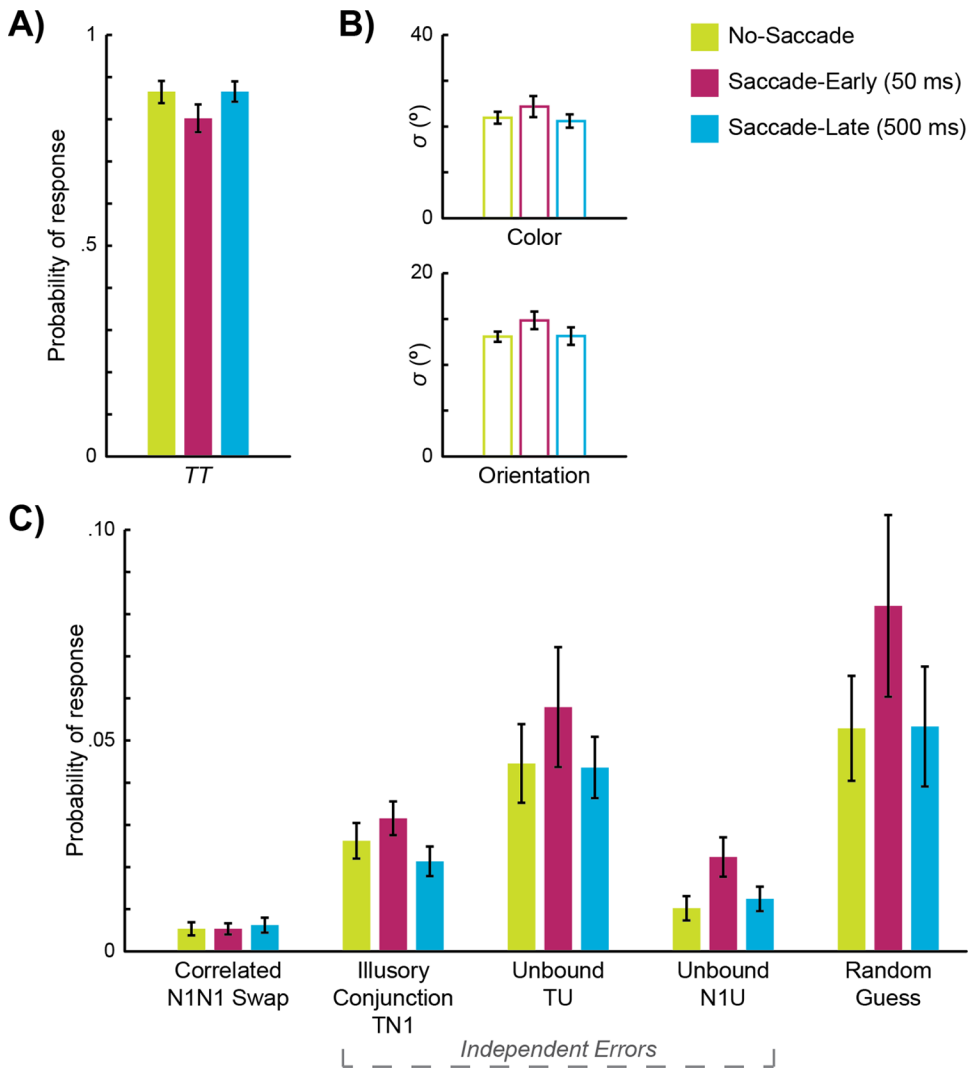 A)
1
.5
0
Probability of response
TT
B)
40
0
σ (º)
Color
20
0
σ (º)
Orientation
No-Saccade
Saccade-Early (50 ms)
Saccade-Late (500 ms)
C)
.10
.05
0
Probability of response
Correlated
N1N1 Swap
Illusory
Conjunction
TN1
Unbound
TU
Unbound
N1U
Random
Guess
Independent Errors